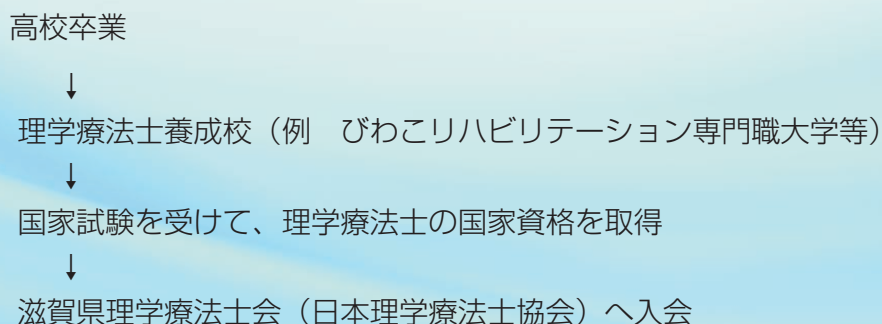 高校卒業
↓
理学療法士養成校（例　びわこリハビリテーション専門職大学等）
↓
国家試験を受けて、理学療法士の国家資格を取得
↓
滋賀県理学療法士会（日本理学療法士協会）へ入会